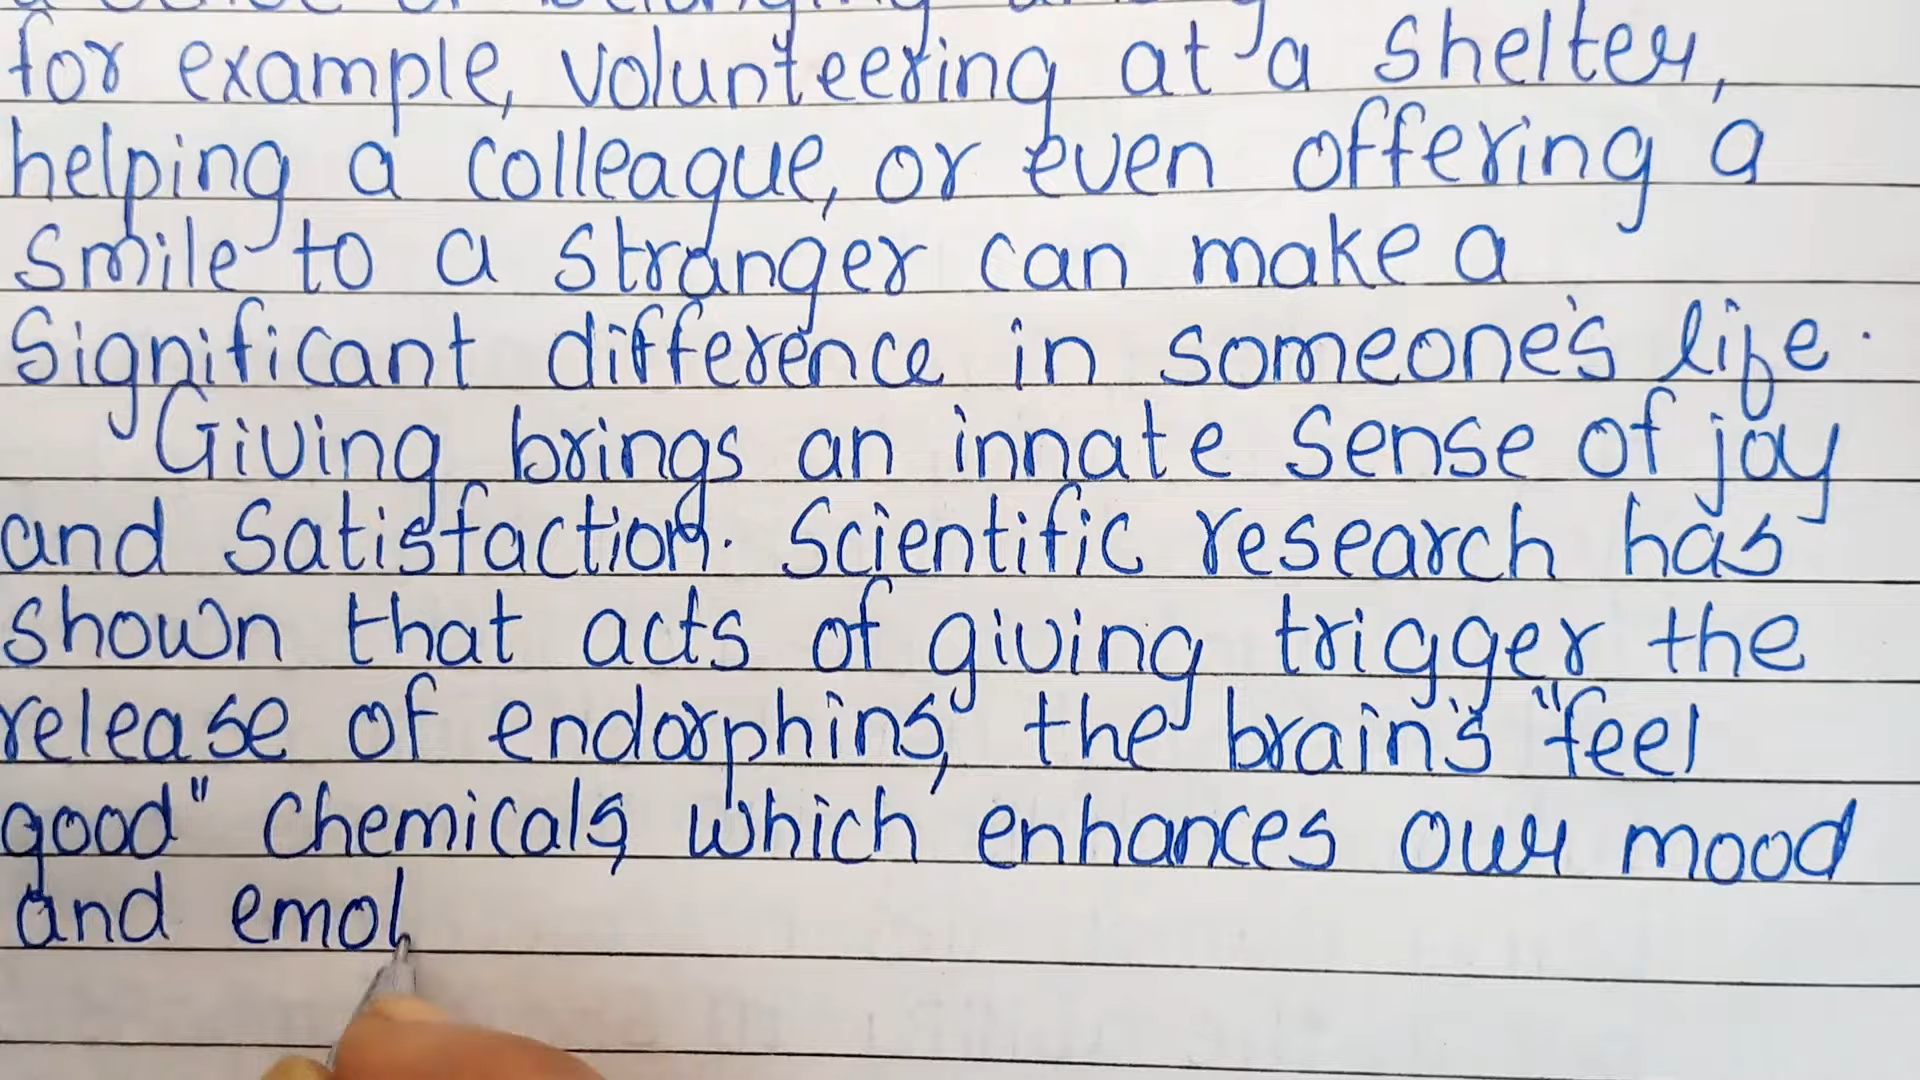 for example, volunteering at a shelter,
helping a colleague, or even offering a
smile to a stranger can make a
Significant difference in someone's life.
Giving brings an innate sense of joy
and satisfaction. Scientific research has
shown that acts of giving trigger the
release of endorphins, the brain's "feel
good" chemicals, which enhances our mood
and